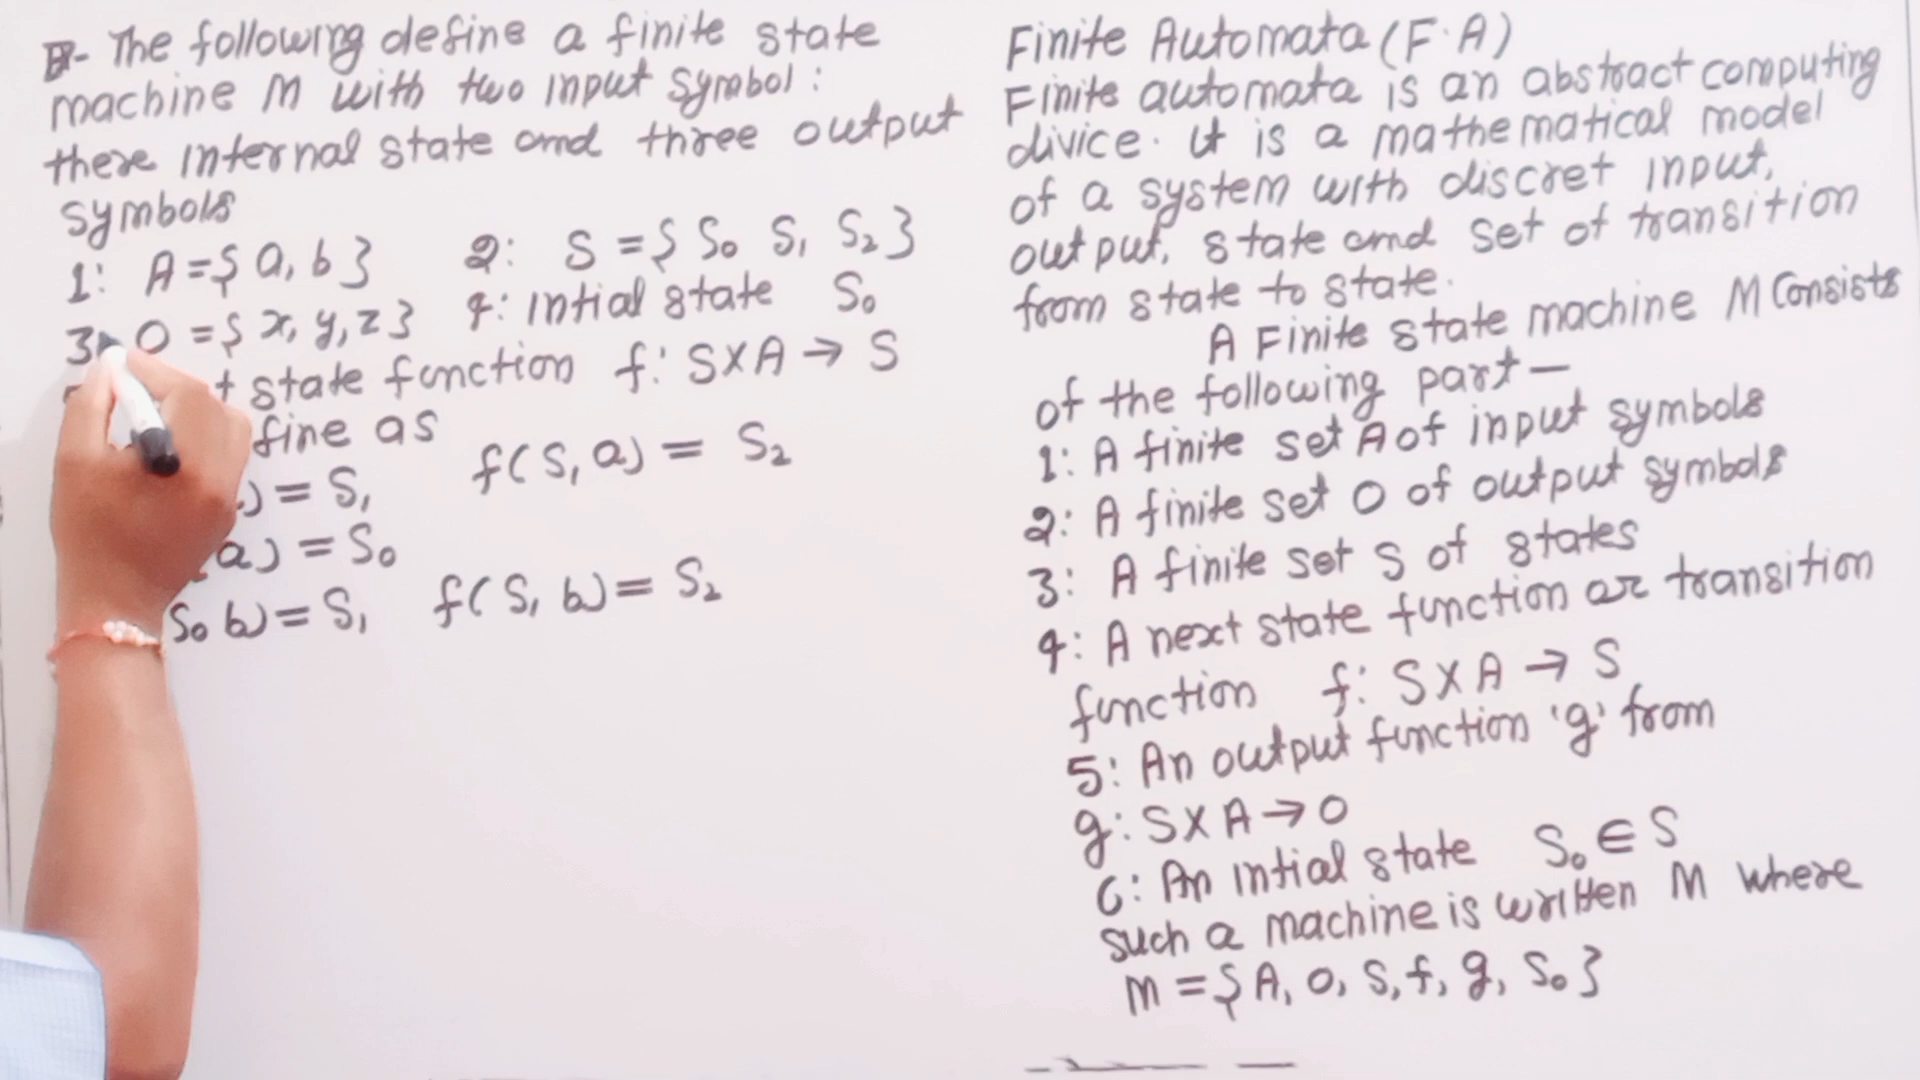 The following define a finite state
machine M with two input symbol:
there internal state and three output
symbols
1: A={a, b} 2: S={S₀ S₁ S₂}
3: O={x, y, z} 4: intial state S₀
state function f: S×A→S
fine as
)=S₁ f(S, a)= S₂
a)=S₀
S₀ b)=S₁ f(S₁ b)= S₂
Finite Automata (F.A)
Finite automata is an abstract computing
divice. It is a mathematical model
of a system with discret input,
output, state and set of transition
from state to state.
A Finite state machine M Consists
of the following part—
1: A finite set A of input symbols
2: A finite set O of output symbols
3: A finite set S of states
4: A next state function or transition
function f: S×A→S
5: An output function 'g' from
g: S×A→O
6: An intial state S₀∈S
such a machine is written M where
M={A, O, S, f, g, S₀}